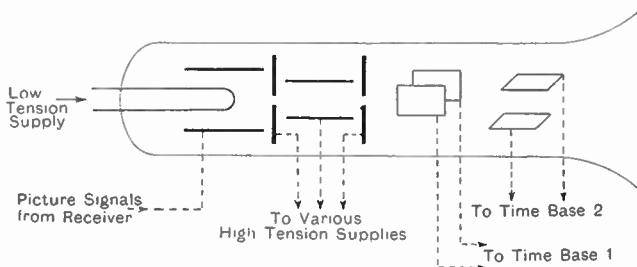 Low
Tension
Supply
Picture Signals
from Receiver
To Various
High Tension Supplies
To Time Base 2
To Time Base 1